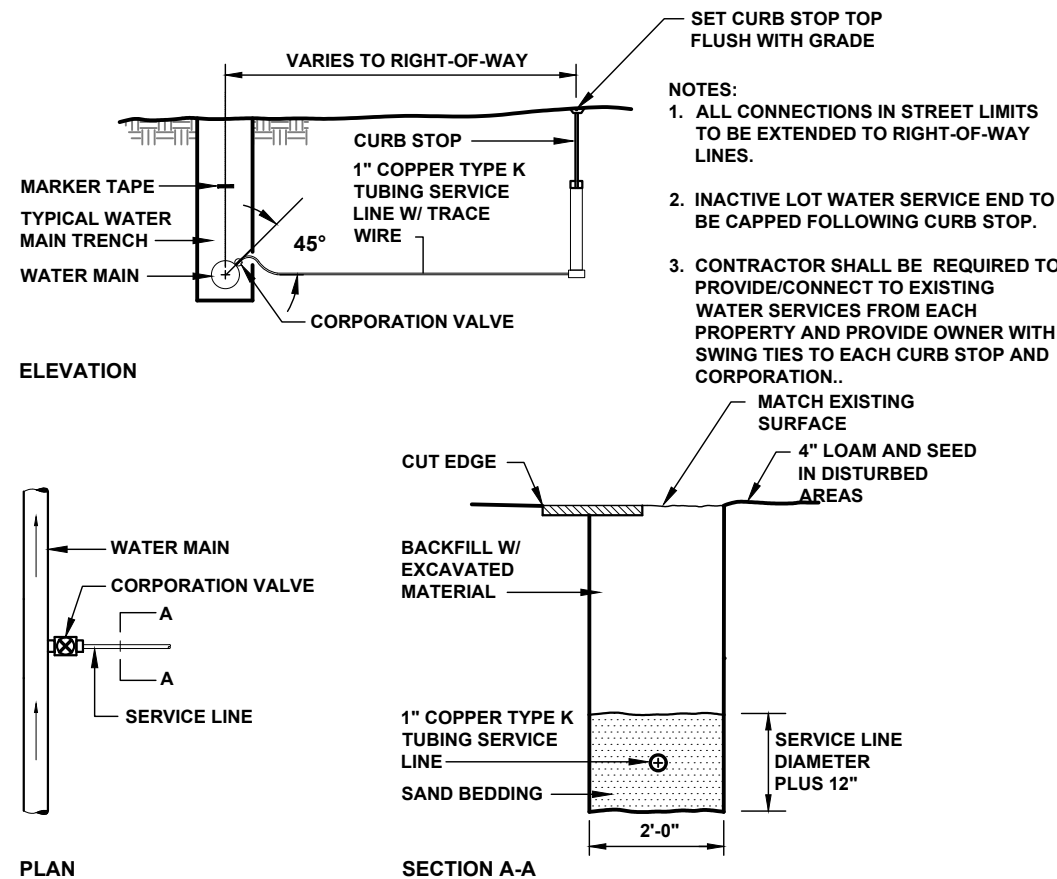 SET CURB STOP TOP
FLUSH WITH GRADE
VARIES TO RIGHT-OF-WAY
CURB STOP
1" COPPER TYPE K
TUBING SERVICE
LINE W/ TRACE
WIRE
MARKER TAPE
TYPICAL WATER
MAIN TRENCH
WATER MAIN
45°
CORPORATION VALVE
ELEVATION
NOTES:
1. ALL CONNECTIONS IN STREET LIMITS
TO BE EXTENDED TO RIGHT-OF-WAY
LINES.
2. INACTIVE LOT WATER SERVICE END TO
BE CAPPED FOLLOWING CURB STOP.
3. CONTRACTOR SHALL BE REQUIRED TO
PROVIDE/CONNECT TO EXISTING
WATER SERVICES FROM EACH
PROPERTY AND PROVIDE OWNER WITH
SWING TIES TO EACH CURB STOP AND
CORPORATION..
WATER MAIN
CORPORATION VALVE
A
A
SERVICE LINE
PLAN
MATCH EXISTING
SURFACE
CUT EDGE
4" LOAM AND SEED
IN DISTURBED
AREAS
BACKFILL W/
EXCAVATED
MATERIAL
1" COPPER TYPE K
TUBING SERVICE
LINE
SAND BEDDING
SERVICE LINE
DIAMETER
PLUS 12"
2'-0"
SECTION A-A